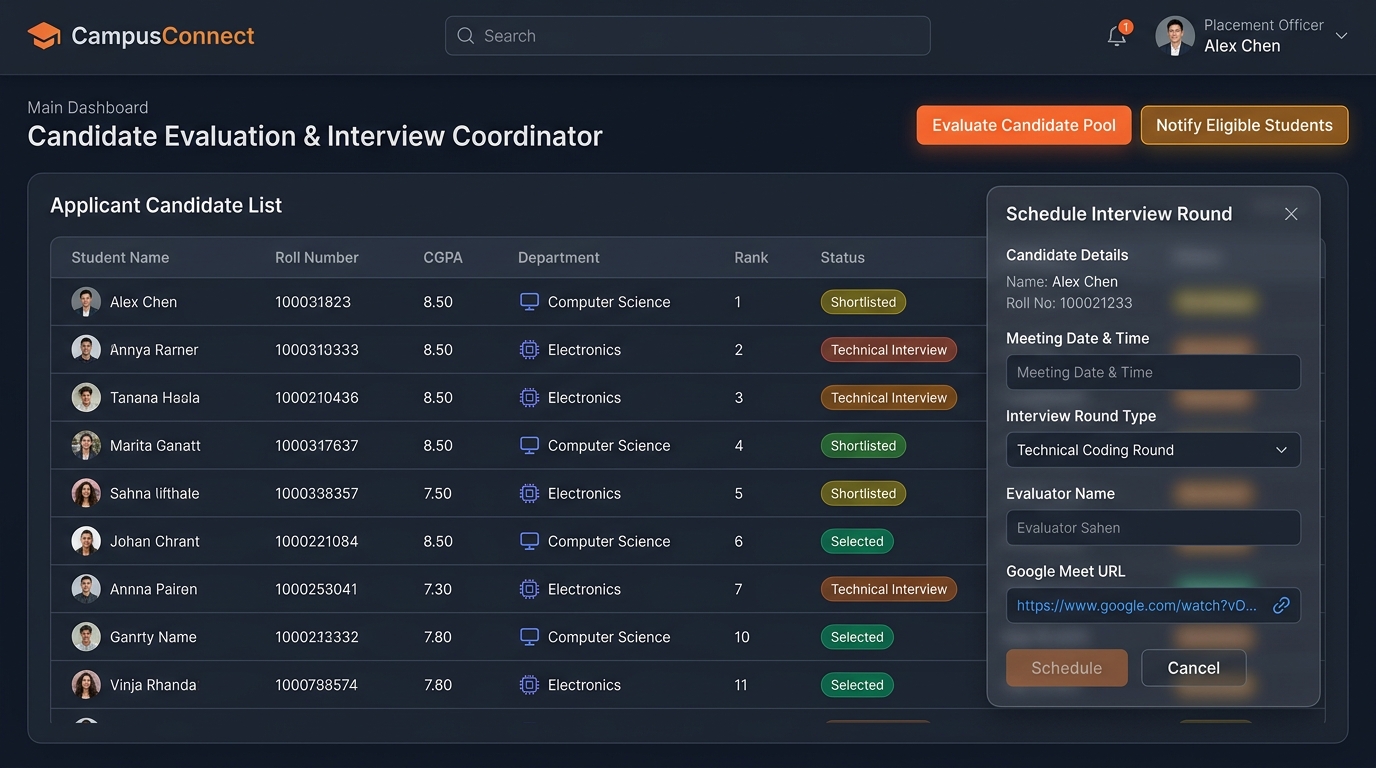 CampusConnect
Search
1
Placement Officer
Alex Chen
Main Dashboard
Candidate Evaluation & Interview Coordinator
Evaluate Candidate Pool
Notify Eligible Students
Applicant Candidate List
Student Name Roll Number CGPA Department Rank Status
Alex Chen 100031823 8.50 Computer Science 1 Shortlisted
Annya Rarner 1000313333 8.50 Electronics 2 Technical Interview
Tanana 1000210436 8.50 Electronics 3 Technical Interview
Marita Ganatt 1000317637 8.50 Computer Science 4 Shortlisted
Sahna 1000338357 7.50 Electronics 5 Shortlisted
Johan Chrant 1000221084 8.50 Computer Science 6 Selected
Annna Pairen 1000253041 7.30 Electronics 7 Technical Interview
Ganrty Name 1000233332 7.80 Computer Science 10 Selected
Vinja Rhanda 1000798574 7.80 Electronics 11 Selected
Schedule Interview Round
Candidate Details
Name: Alex Chen
Roll No: 100021233
Meeting Date & Time
Meeting Date & Time
Interview Round Type
Technical Coding Round
Evaluator Name
Evaluator Sahen
Google Meet URL
https://www.google.com/watch?vO...
Schedule
Cancel